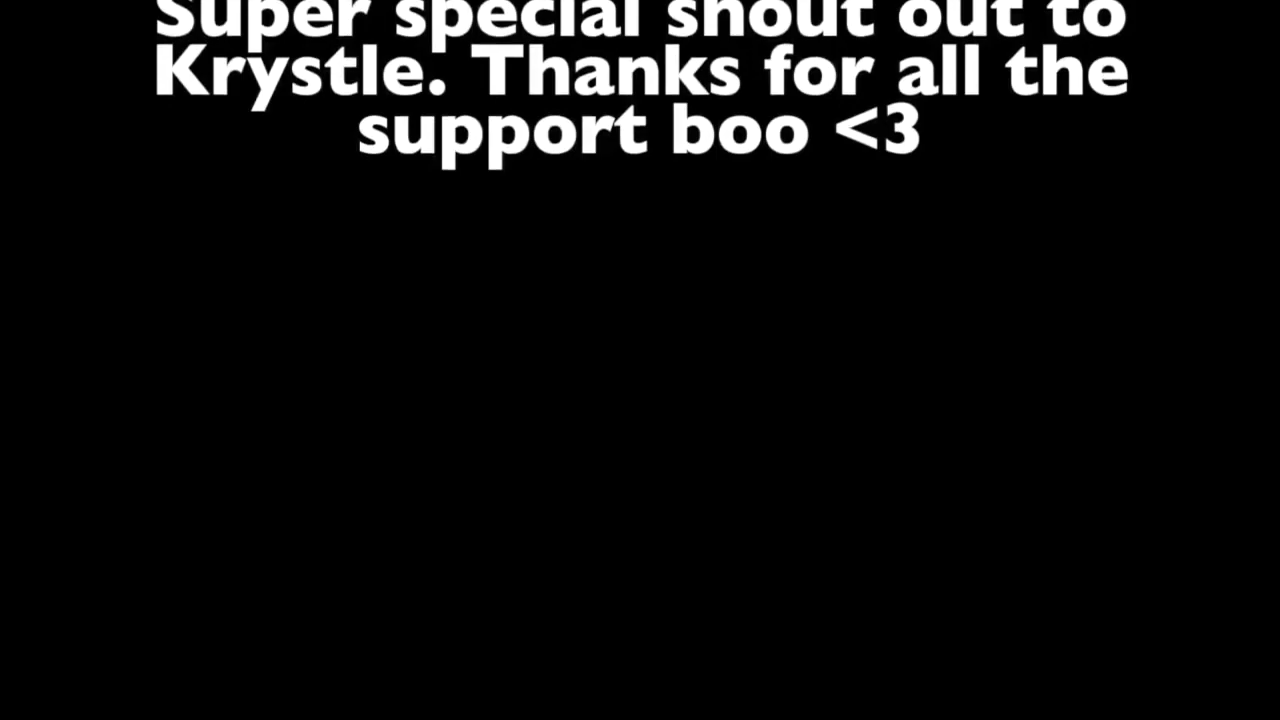 Super special shout out to
Krystle. Thanks for all the
support boo <3